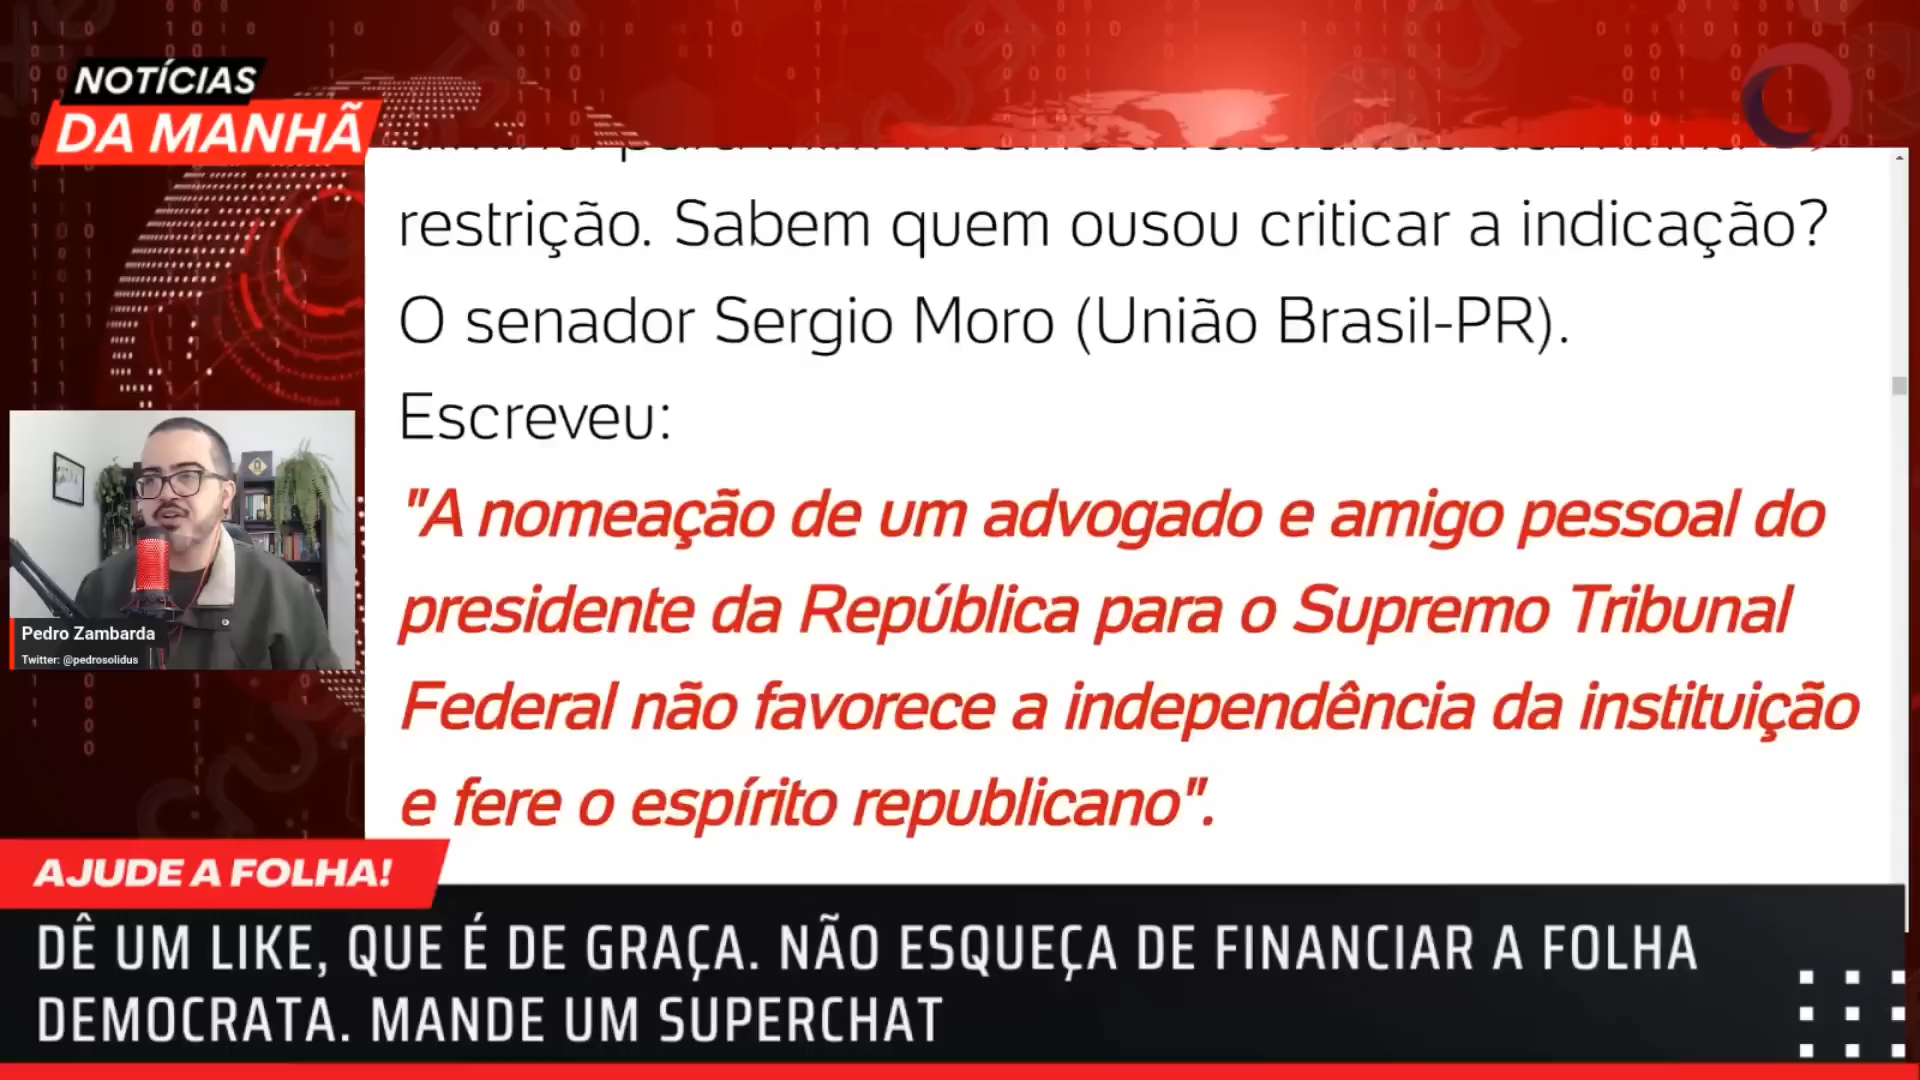 NOTÍCIAS
DA MANHÃ
restrição. Sabem quem ousou criticar a indicação?
O senador Sergio Moro (União Brasil-PR).
Escreveu:
"A nomeação de um advogado e amigo pessoal do
presidente da República para o Supremo Tribunal
Federal não favorece a independência da instituição
e fere o espírito republicano".
Pedro Zambarda
Twitter: @pedrosolidus
AJUDE A FOLHA!
DÊ UM LIKE, QUE É DE GRAÇA. NÃO ESQUEÇA DE FINANCIAR A FOLHA
DEMOCRATA. MANDE UM SUPERCHAT